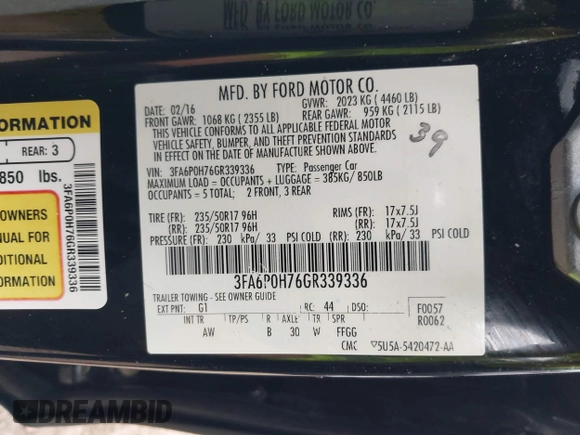 MFD. BY FORD MOTOR CO.
MFD. BY FORD MOTOR CO.
DATE: 02/16 GVWR: 2023 KG ( 4460 LB)
FRONT GAWR: 1068 KG ( 2355 LB) REAR GAWR: 959 KG ( 2115 LB)
THIS VEHICLE CONFORMS TO ALL APPLICABLE FEDERAL MOTOR
VEHICLE SAFETY, BUMPER, AND THEFT PREVENTION STANDARDS
IN EFFECT ON THE DATE OF MANUFACTURE SHOWN ABOVE.
39
VIN: 3FA6P0H76GR339336 TYPE: Passenger Car
MAXIMUM LOAD = OCCUPANTS + LUGGAGE = 385KG/ 850LB
OCCUPANTS = 5 TOTAL; 2 FRONT, 3 REAR
TIRE (FR): 235/50R17 96H RIMS (FR): 17x7.5J
(RR): 235/50R17 96H (RR): 17x7.5J
PRESSURE (FR): 230 kPa/ 33 PSI COLD (RR): 230 kPa/ 33 PSI COLD
3FA6P0H76GR339336
TRAILER TOWING - SEE OWNER GUIDE
EXT PNT: G1 RC: 44 DSO:
F0057
R0062
INT TR TP/PS R AXLE TR SPR
AW B 30 W FFGG
CMC ▽5U5A-5420472-AA
FORMATION
REAR: 3
850 lbs.
OWNERS
NUAL FOR
DITIONAL
ORMATION
3FA6P0H76GR339336
DREAMBID